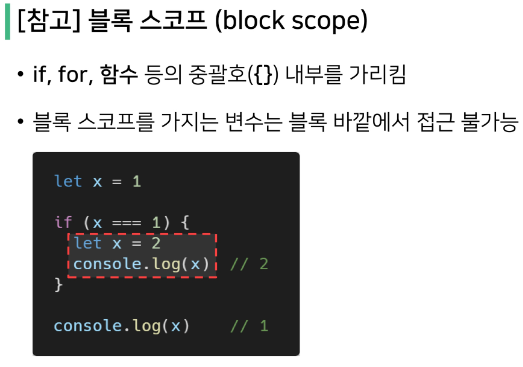 [참고] 블록 스코프 (block scope)
• if, for, 함수 등의 중괄호({}) 내부를 가리킴
• 블록 스코프를 가지는 변수는 블록 바깥에서 접근 불가능
let x = 1
if (x === 1) {
let x = 2
console.log(x) // 2
}
console.log(x) // 1